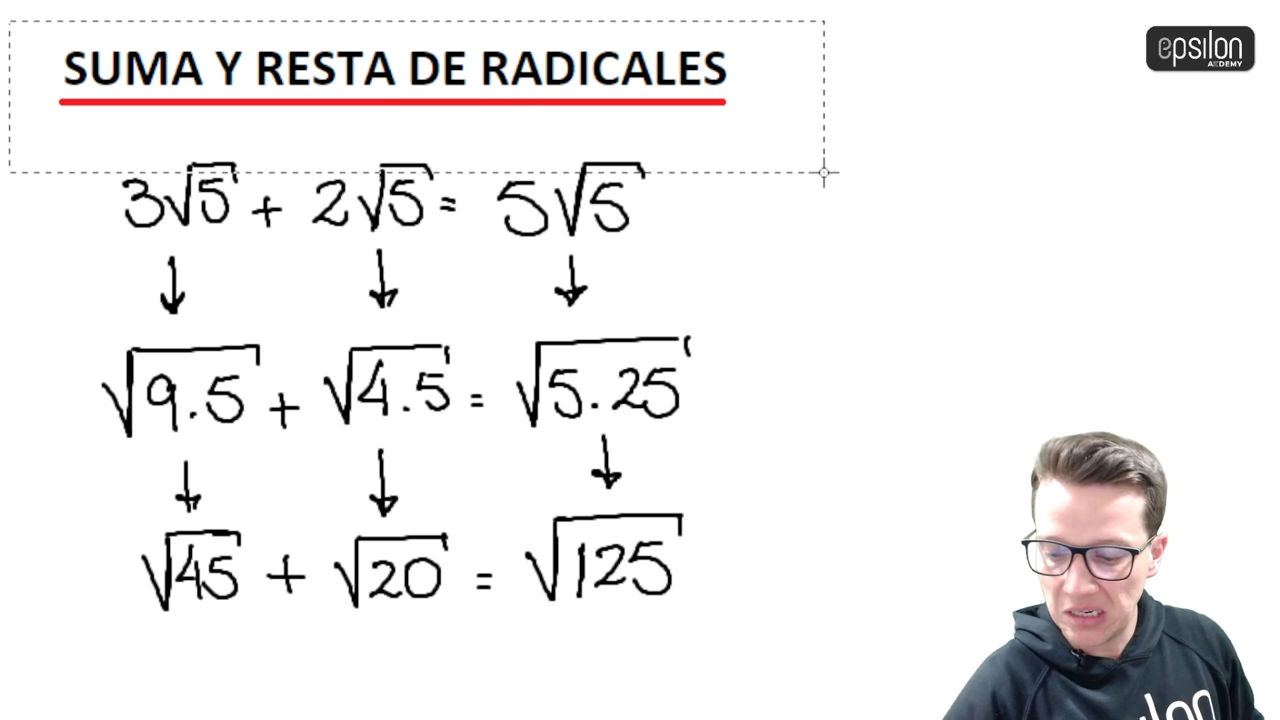 SUMA Y RESTA DE RADICALES
epsilon
AKDEMY
3√5 + 2√5 = 5√5
√9.5 + √4.5 = √5.25
√45 + √20 = √125